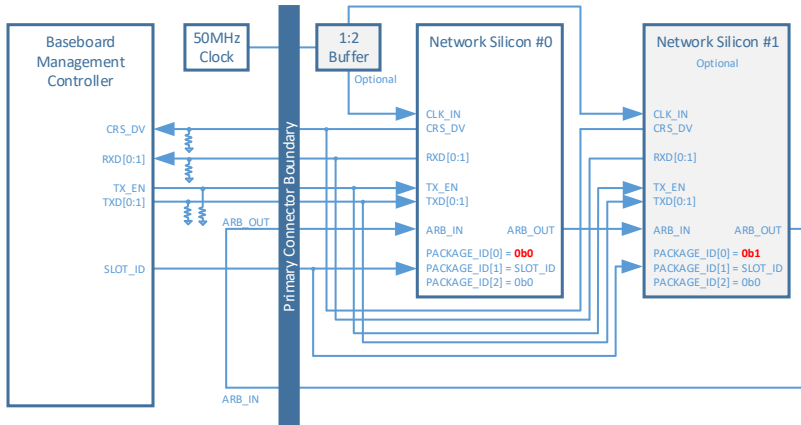 Baseboard
Management
Controller
50MHz
Clock
1:2
Buffer
Optional
Network Silicon #0
Network Silicon #1
Optional
Primary Connector Boundary
CRS_DV
RXD[0:1]
TX_EN
TXD[0:1]
SLOT_ID
ARB_OUT
ARB_IN
CLK_IN
CRS_DV
RXD[0:1]
TX_EN
TXD[0:1]
ARB_IN ARB_OUT
PACKAGE_ID[0] = 0b0
PACKAGE_ID[1] = SLOT_ID
PACKAGE_ID[2] = 0b0
CLK_IN
CRS_DV
RXD[0:1]
TX_EN
TXD[0:1]
ARB_IN ARB_OUT
PACKAGE_ID[0] = 0b1
PACKAGE_ID[1] = SLOT_ID
PACKAGE_ID[2] = 0b0